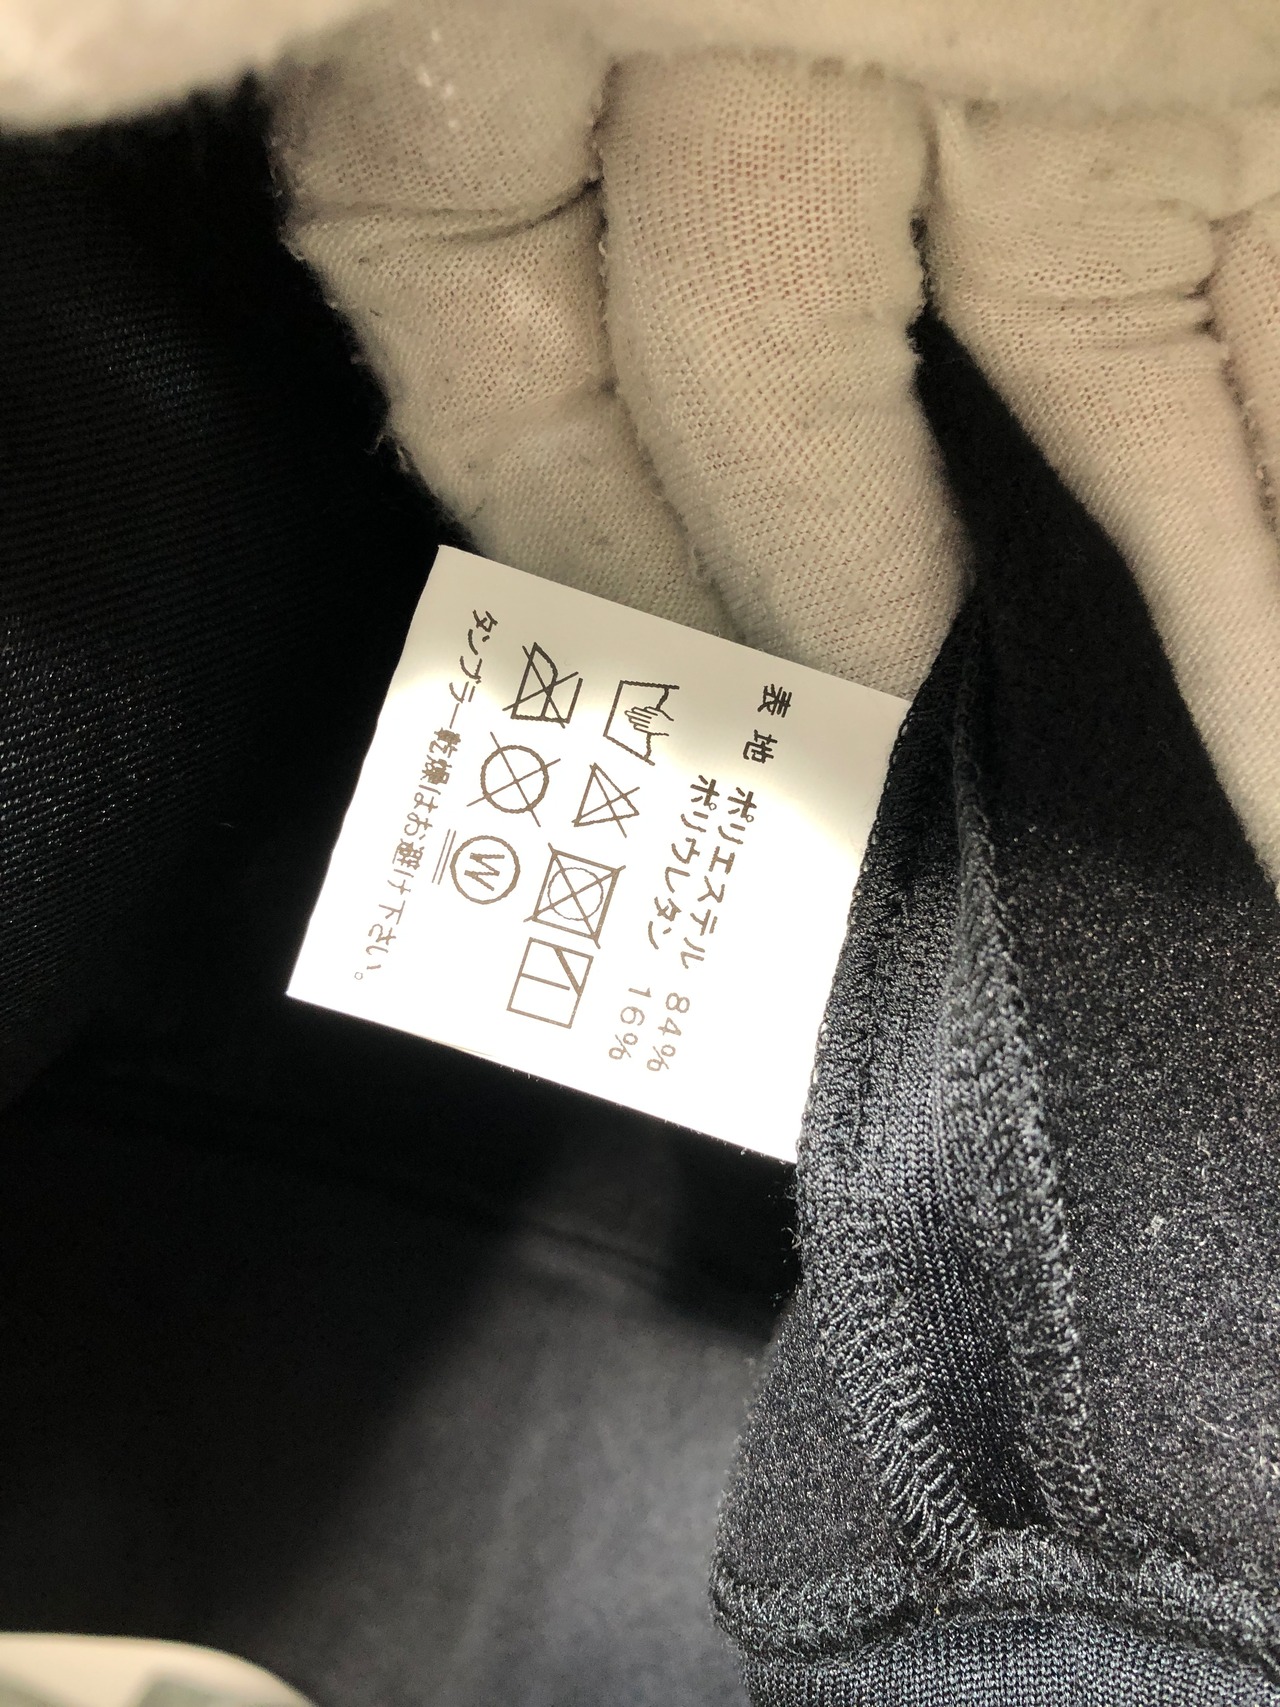 表地
ポリエステル 84%
ポリウレタン 16%
W
タンブラー乾燥はお避け下さい。